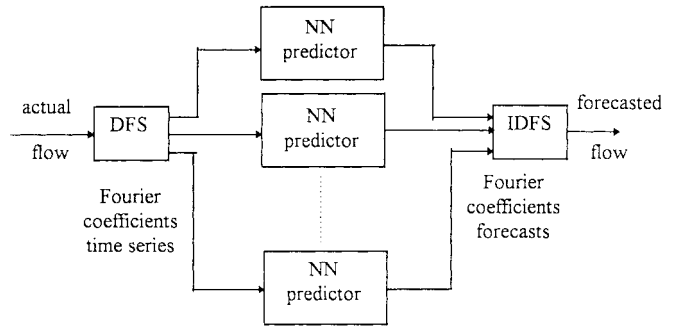 NN
predictor
actual
flow
DFS
NN
predictor
IDFS
forecasted
flow
Fourier
coefficients
time series
Fourier
coefficients
forecasts
NN
predictor